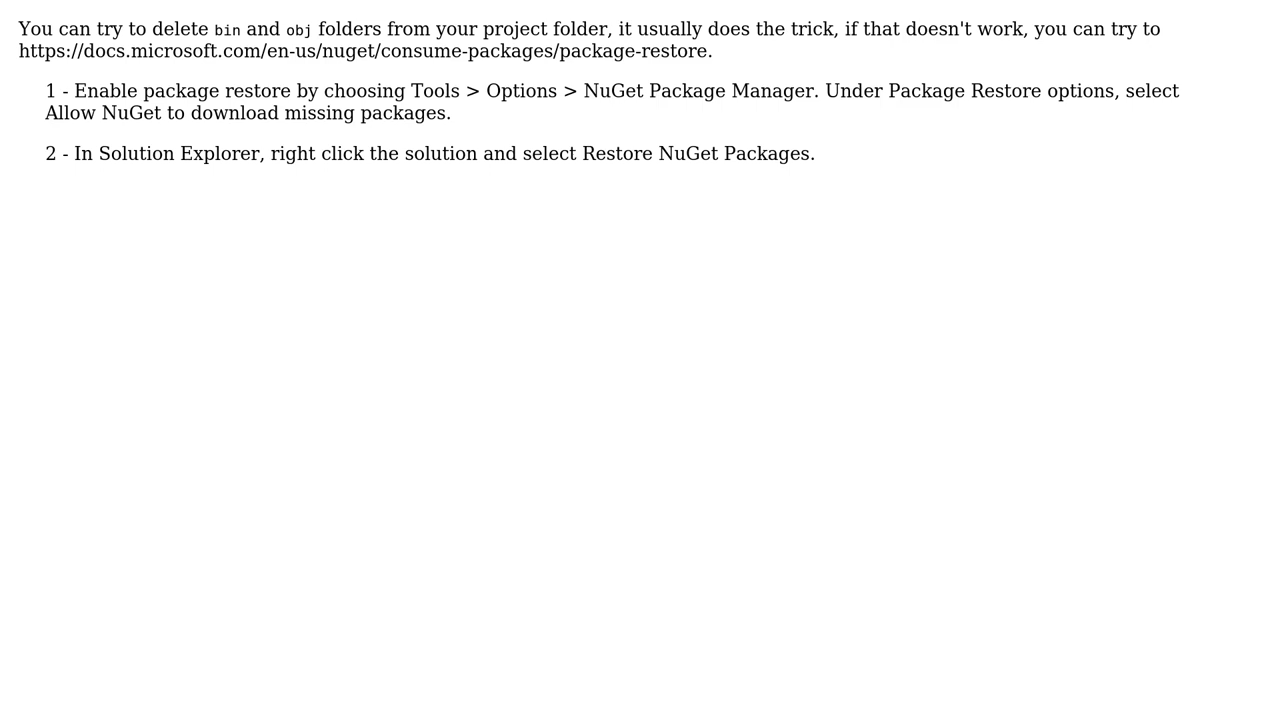 You can try to delete bin and obj folders from your project folder, it usually does the trick, if that doesn't work, you can try to
https://docs.microsoft.com/en-us/nuget/consume-packages/package-restore.
1 - Enable package restore by choosing Tools > Options > NuGet Package Manager. Under Package Restore options, select
Allow NuGet to download missing packages.
2 - In Solution Explorer, right click the solution and select Restore NuGet Packages.